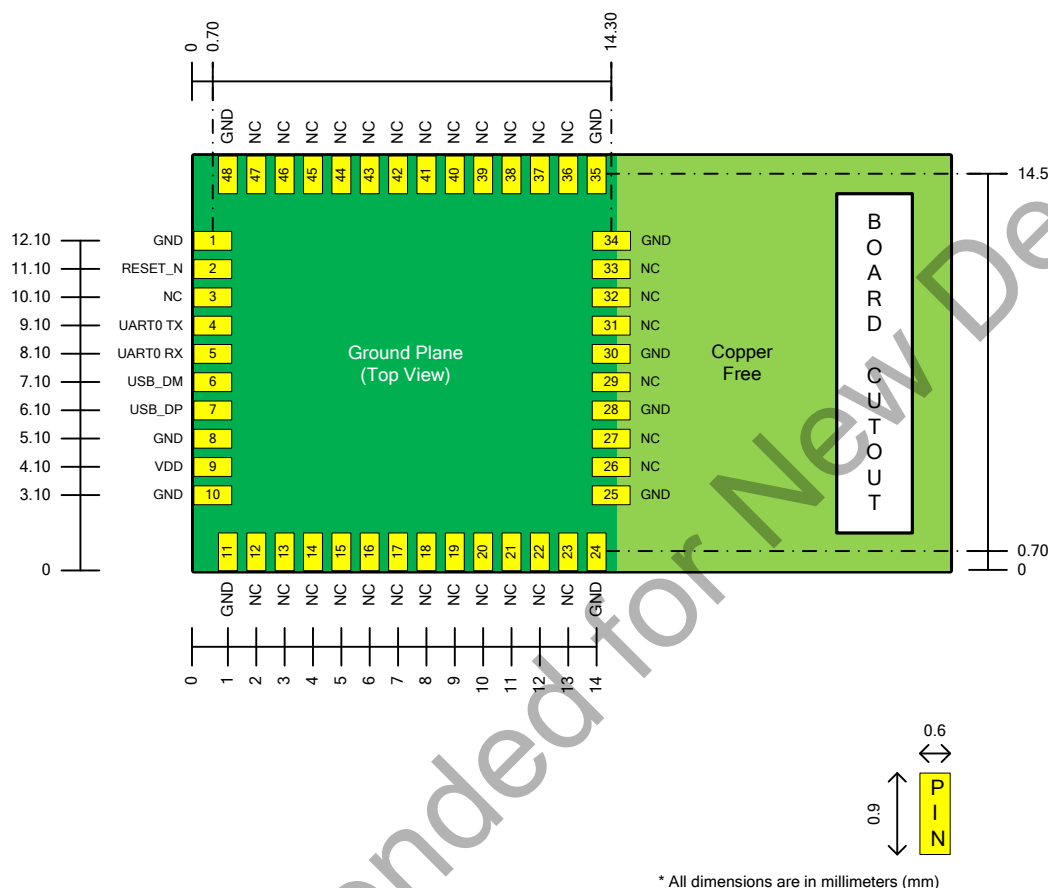 0
0.70
14.30
GND
NC
NC
NC
NC
NC
NC
NC
NC
NC
NC
NC
NC
GND
48
47
46
45
44
43
42
41
40
39
38
37
36
35
14.5
12.10
GND
1
34
GND
11.10
RESET_N
2
33
NC
10.10
NC
3
32
NC
9.10
UART0 TX
4
31
NC
8.10
UART0 RX
5
30
GND
7.10
USB_DM
6
29
NC
6.10
USB_DP
7
28
GND
5.10
GND
8
27
NC
4.10
VDD
9
26
NC
3.10
GND
10
25
GND
Ground Plane
(Top View)
Copper
Free
BOARD CUTOUT
11
12
13
14
15
16
17
18
19
20
21
22
23
24
0.70
0
0
GND
NC
NC
NC
NC
NC
NC
NC
NC
NC
NC
NC
NC
GND
0
1
2
3
4
5
6
7
8
9
10
11
12
13
14
0.6
0.9
PIN
* All dimensions are in millimeters (mm)
ended for New De